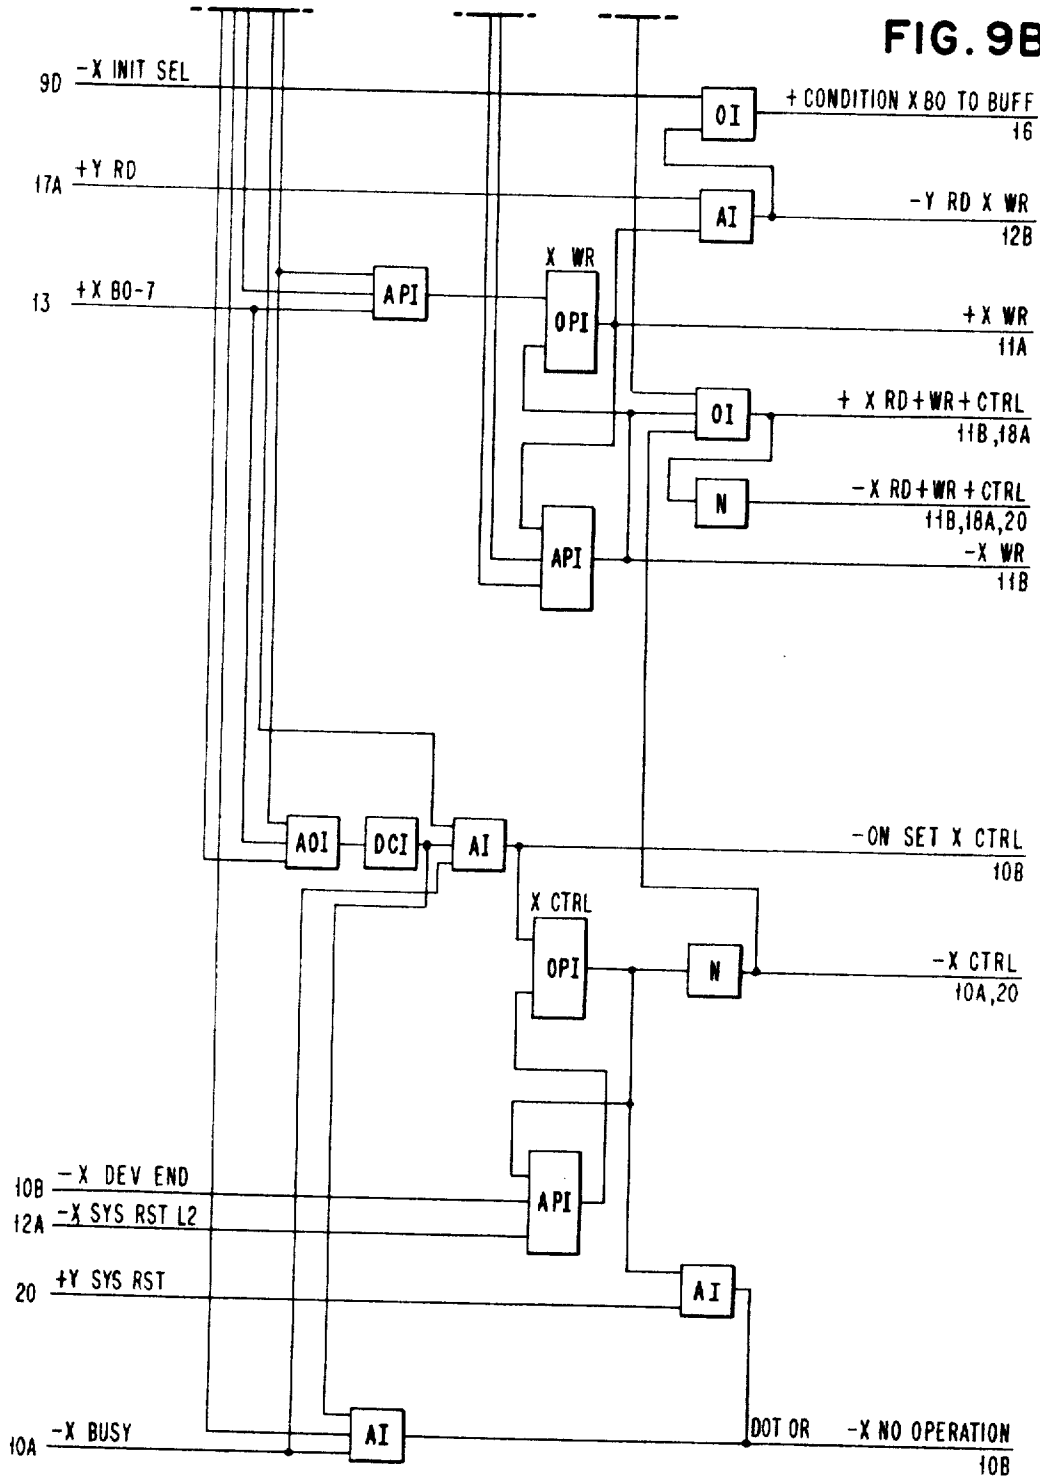 FIG. 9B
9D -X INIT SEL
OI
+ CONDITION X BO TO BUFF
16
17A +Y RD
AI
-Y RD X WR
12B
13 +X BO-7
API
X WR
OPI
+X WR
11A
OI
+ X RD+WR+CTRL
11B,18A
N
-X RD+WR+CTRL
11B,18A,20
API
-X WR
11B
AOI
DCI
AI
-ON SET X CTRL
10B
X CTRL
OPI
N
-X CTRL
10A,20
10B -X DEV END
API
12A -X SYS RST L2
20 +Y SYS RST
AI
10A -X BUSY
AI
DOT OR
-X NO OPERATION
10B